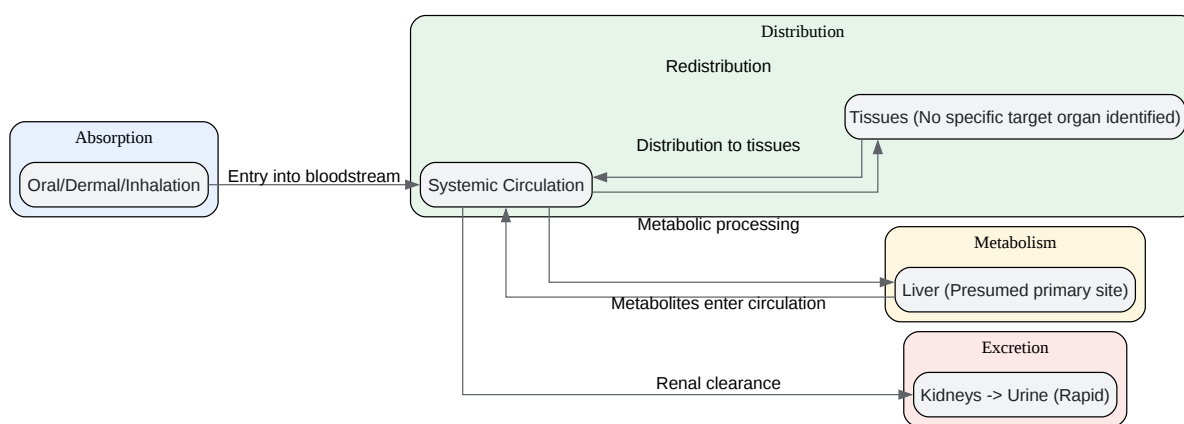 Distribution
Redistribution
Tissues (No specific target organ identified)
Absorption
Distribution to tissues
Entry into bloodstream
Oral/Dermal/Inhalation
Systemic Circulation
Metabolic processing
Metabolism
Liver (Presumed primary site)
Metabolites enter circulation
Excretion
Renal clearance
Kidneys -> Urine (Rapid)